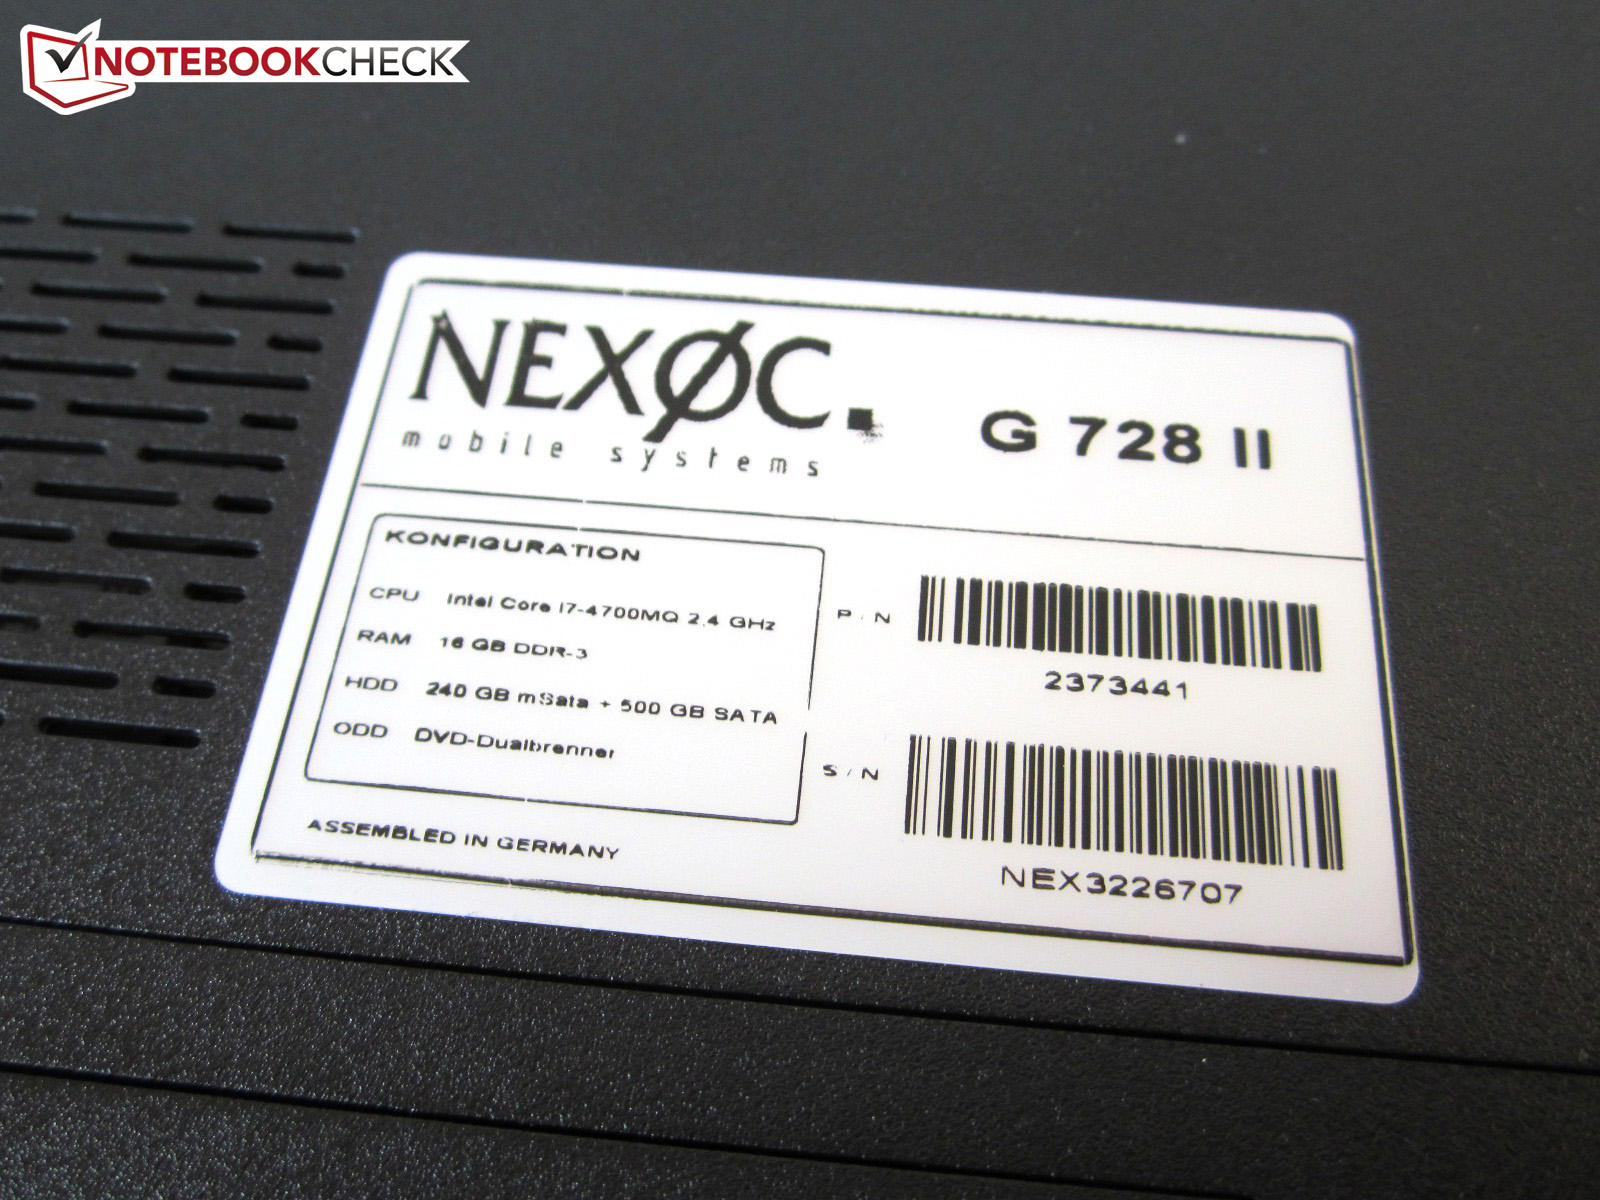 NOTEBOOKCHECK
NEXØC.
mobile systems
G 728 II
KONFIGURATION
CPU Intel Core i7-4700MQ 2.4 GHz
RAM 16 GB DDR-3
HDD 240 GB mSata + 500 GB SATA
ODD DVD-Dualbrenner
ASSEMBLED IN GERMANY
P/N
2373441
S/N
NEX3226707